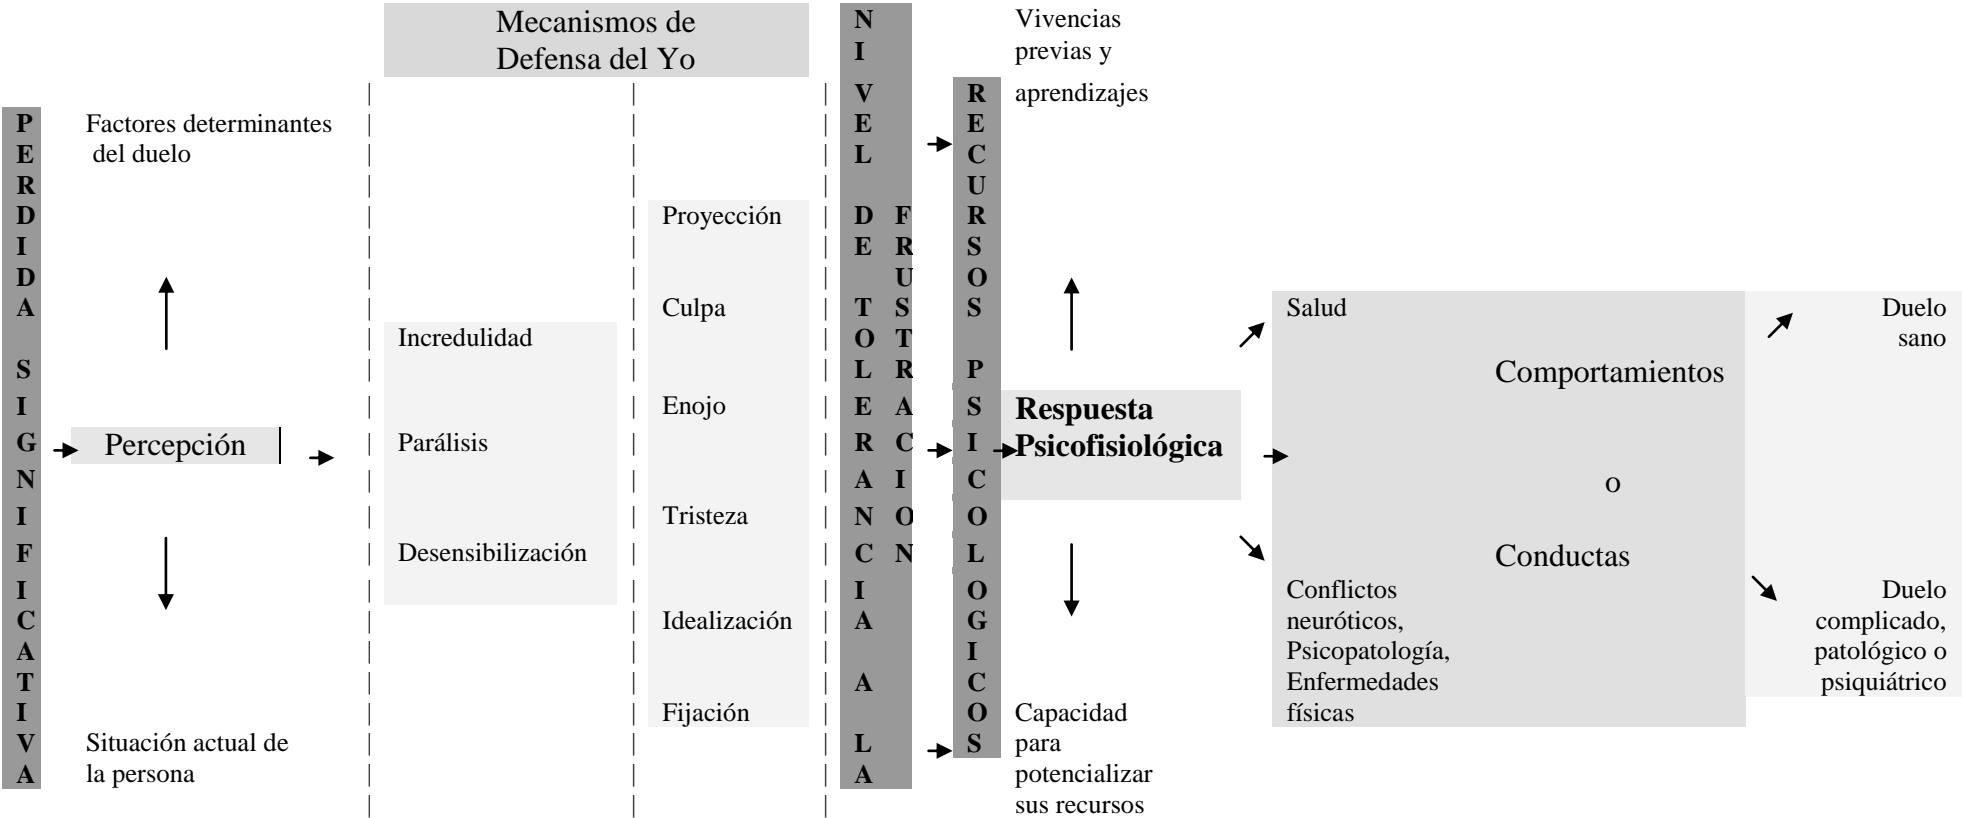 PERDIDA SIGNIFICATIVA
Factores determinantes
del duelo
Percepción
Situación actual de
la persona
Mecanismos de
Defensa del Yo
Incredulidad
Parálisis
Desensibilización
Proyección
Culpa
Enojo
Tristeza
Idealización
Fijación
NIVEL DE TOLERANCIA A LA
FRUSTRACION
RECURSOS PSICOLOGICOS
Vivencias
previas y
aprendizajes
Respuesta
Psicofisiológica
Capacidad
para
potencializar
sus recursos
Salud
Comportamientos
o
Conductas
Conflictos
neuróticos,
Psicopatología,
Enfermedades
físicas
Duelo
sano
Duelo
complicado,
patológico o
psiquiátrico